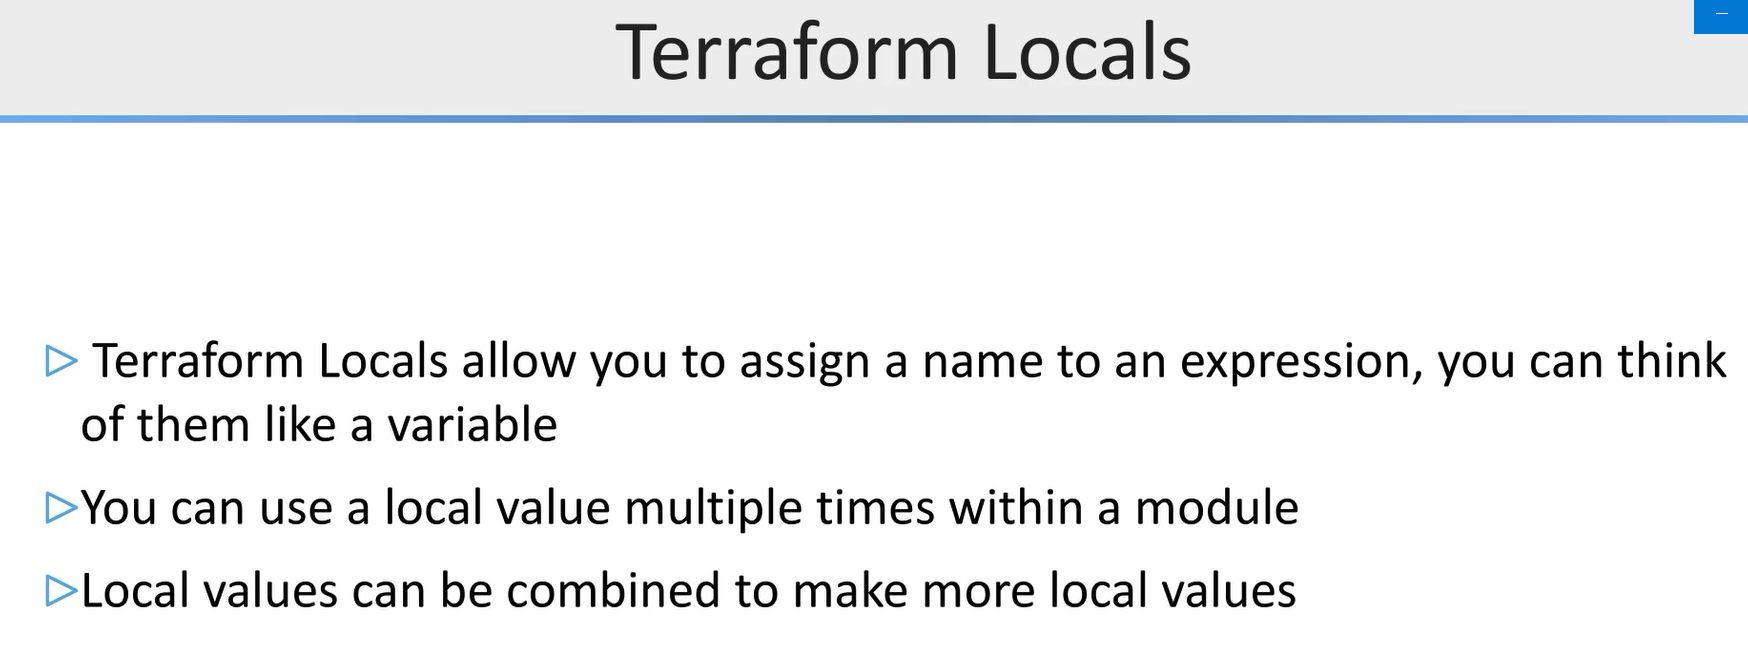 Terraform Locals
Terraform Locals allow you to assign a name to an expression, you can think
of them like a variable
You can use a local value multiple times within a module
Local values can be combined to make more local values